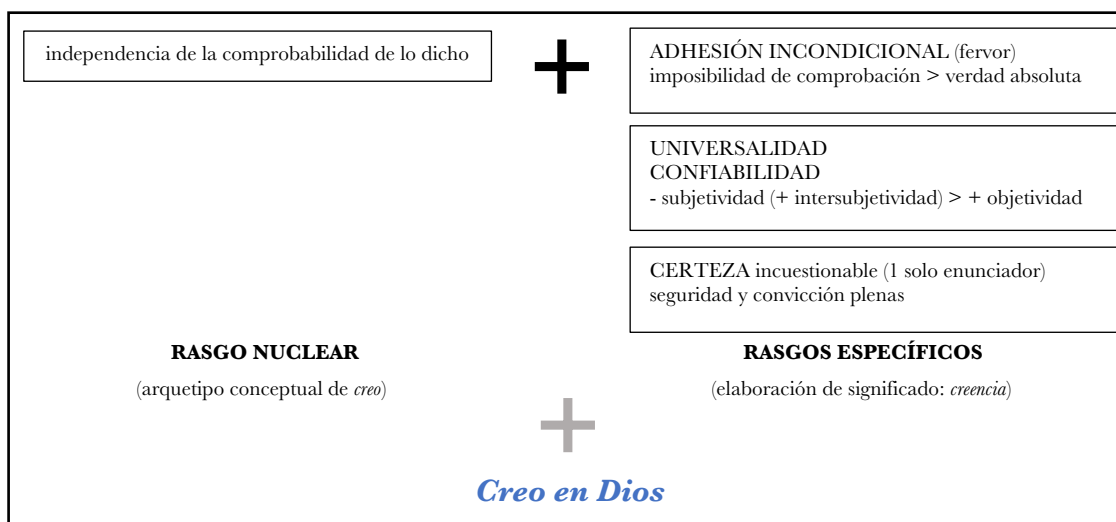 independencia de la comprobabilidad de lo dicho
ADHESIÓN INCONDICIONAL (fervor)
imposibilidad de comprobación > verdad absoluta
UNIVERSALIDAD
CONFIABILIDAD
- subjetividad (+ intersubjetividad) > + objetividad
CERTEZA incuestionable (1 solo enunciador)
seguridad y convicción plenas
RASGO NUCLEAR
(arquetipo conceptual de creo)
RASGOS ESPECÍFICOS
(elaboración de significado: creencia)
Creo en Dios